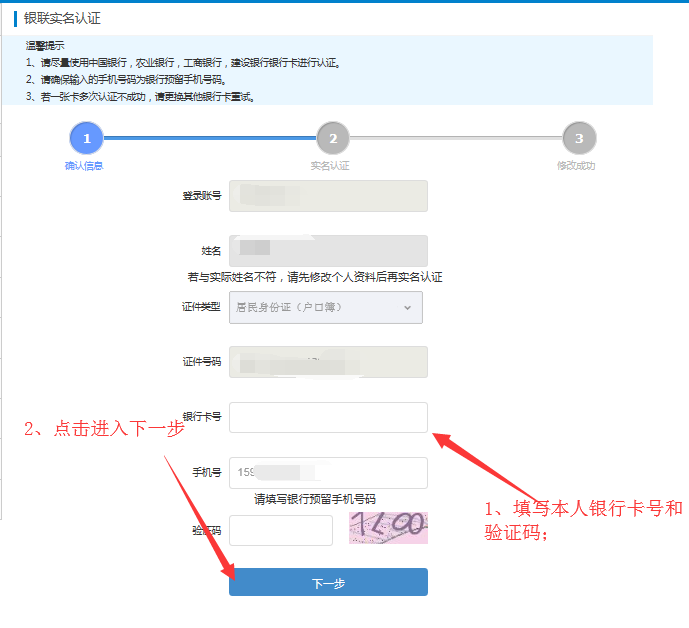 银联实名认证
温馨提示
1、请尽量使用中国银行，农业银行，工商银行，建设银行银行卡进行认证。
2、请确保输入的手机号码为银行预留手机号码。
3、若一张卡多次认证不成功，请更换其他银行卡重试。
1
2
3
确认信息
实名认证
修改成功
登录账号
姓名
若与实际姓名不符，请先修改个人资料后再实名认证
证件类型
居民身份证（户口簿）
证件号码
银行卡号
2、点击进入下一步
手机号
159
请填写银行预留手机号码
1、填写本人银行卡号和
验证码；
验证码
下一步